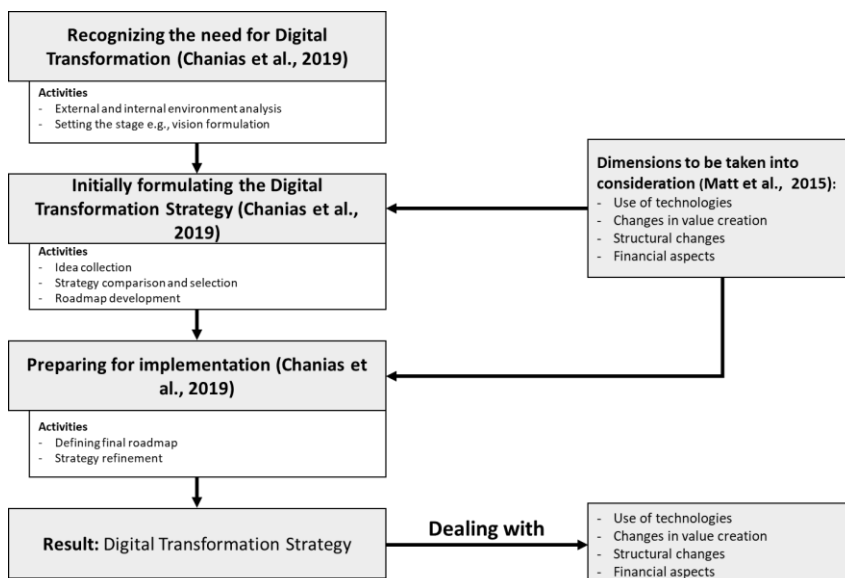 Recognizing the need for Digital
Transformation (Chanias et al., 2019)
Activities
- External and internal environment analysis
- Setting the stage e.g., vision formulation
Initially formulating the Digital
Transformation Strategy (Chanias et al.,
2019)
Activities
- Idea collection
- Strategy comparison and selection
- Roadmap development
Dimensions to be taken into
consideration (Matt et al., 2015):
- Use of technologies
- Changes in value creation
- Structural changes
- Financial aspects
Preparing for implementation (Chanias et
al., 2019)
Activities
- Defining final roadmap
- Strategy refinement
Result: Digital Transformation Strategy
Dealing with
- Use of technologies
- Changes in value creation
- Structural changes
- Financial aspects